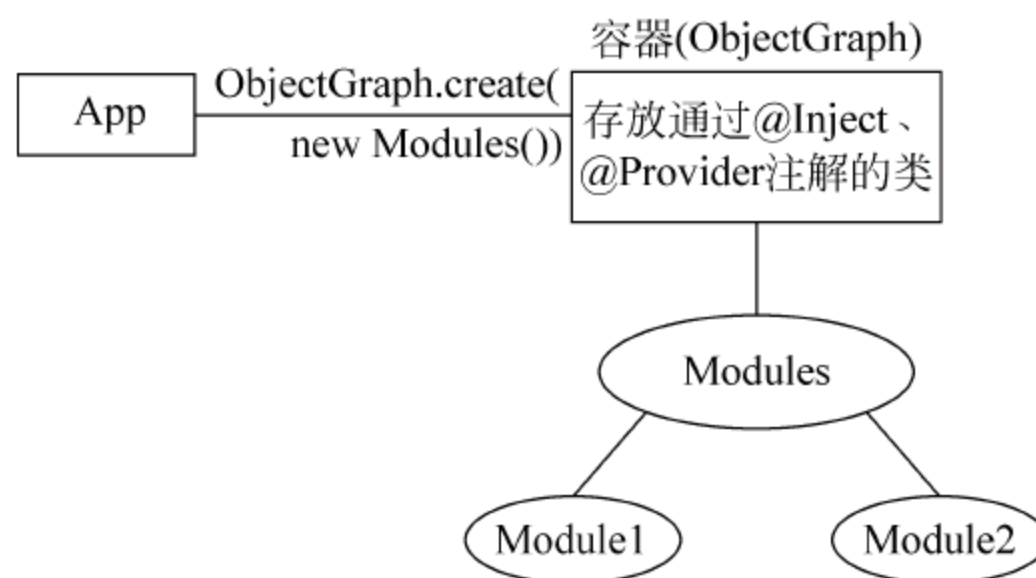 容器(ObjectGraph)
App
ObjectGraph.create(
new Modules())
存放通过@Inject、
@Provider注解的类
Modules
Module1
Module2